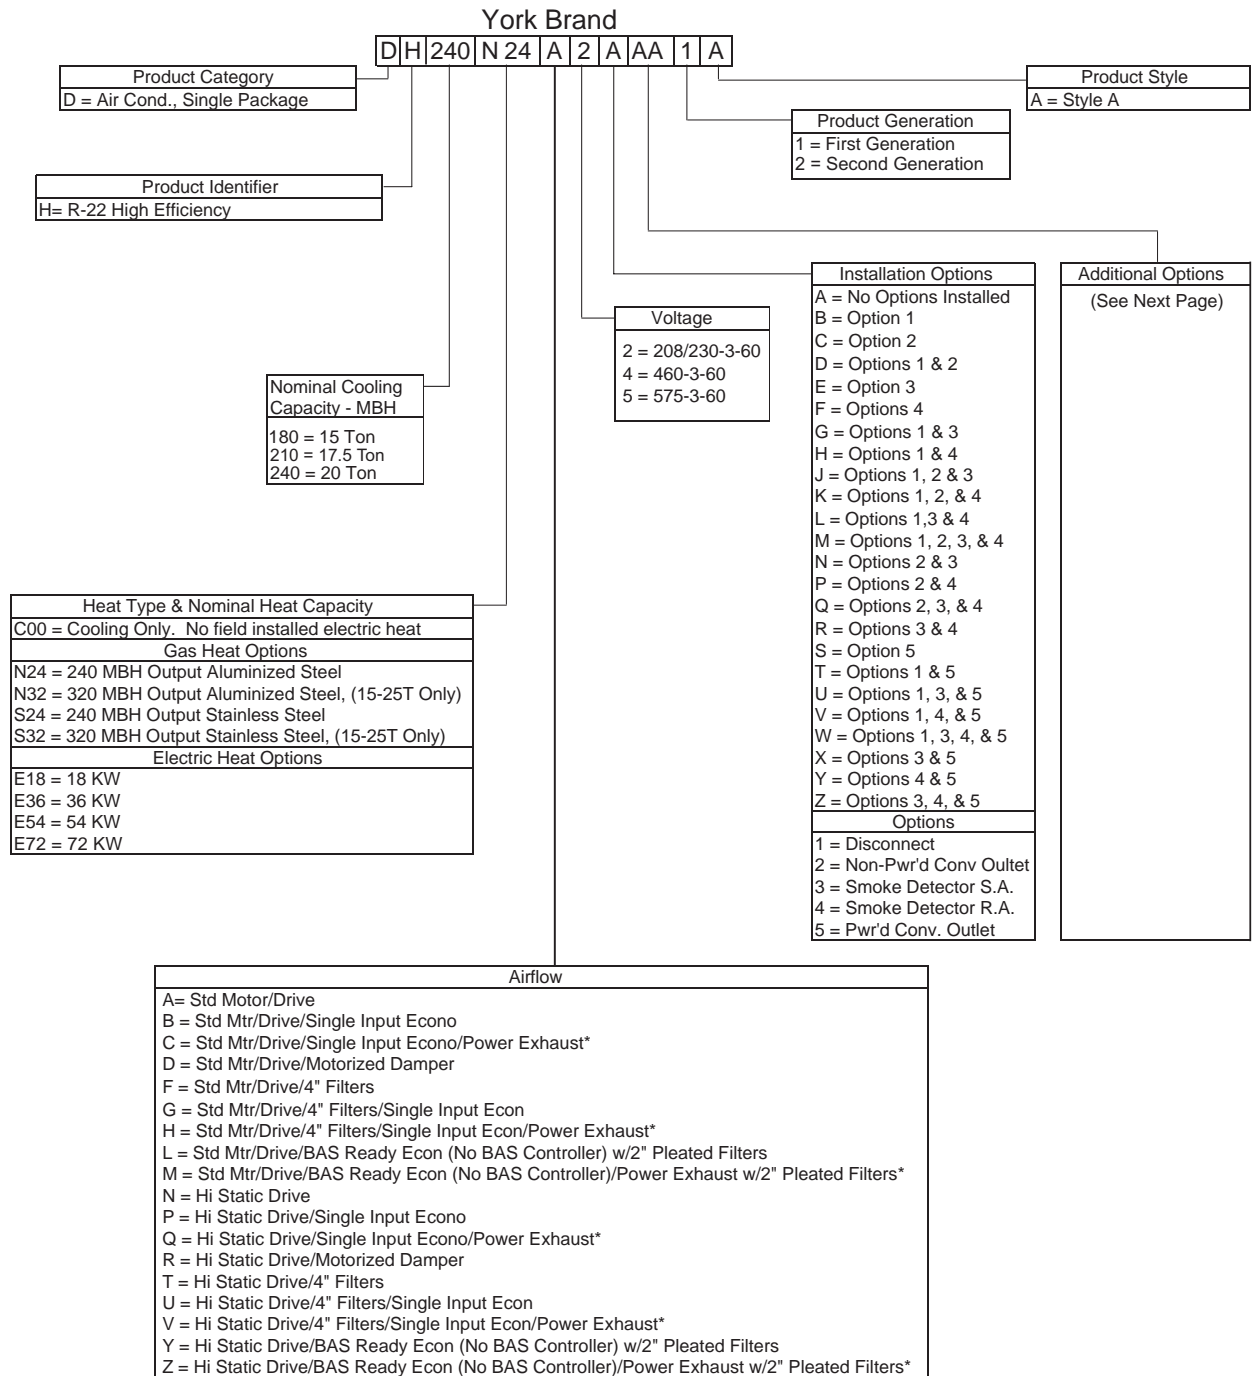 York Brand
D H 240 N 24 A 2 A AA 1 A
Product Category
D = Air Cond., Single Package
Product Style
A = Style A
Product Generation
1 = First Generation
2 = Second Generation
Product Identifier
H= R-22 High Efficiency
Installation Options
A = No Options Installed
B = Option 1
C = Option 2
D = Options 1 & 2
E = Option 3
F = Options 4
G = Options 1 & 3
H = Options 1 & 4
J = Options 1, 2 & 3
K = Options 1, 2, & 4
L = Options 1,3 & 4
M = Options 1, 2, 3, & 4
N = Options 2 & 3
P = Options 2 & 4
Q = Options 2, 3, & 4
R = Options 3 & 4
S = Option 5
T = Options 1 & 5
U = Options 1, 3, & 5
V = Options 1, 4, & 5
W = Options 1, 3, 4, & 5
X = Options 3 & 5
Y = Options 4 & 5
Z = Options 3, 4, & 5
Options
1 = Disconnect
2 = Non-Pwr'd Conv Oultet
3 = Smoke Detector S.A.
4 = Smoke Detector R.A.
5 = Pwr'd Conv. Outlet
Additional Options
(See Next Page)
Voltage
2 = 208/230-3-60
4 = 460-3-60
5 = 575-3-60
Nominal Cooling
Capacity - MBH
180 = 15 Ton
210 = 17.5 Ton
240 = 20 Ton
Heat Type & Nominal Heat Capacity
C00 = Cooling Only.  No field installed electric heat
Gas Heat Options
N24 = 240 MBH Output Aluminized Steel
N32 = 320 MBH Output Aluminized Steel, (15-25T Only)
S24 = 240 MBH Output Stainless Steel
S32 = 320 MBH Output Stainless Steel, (15-25T Only)
Electric Heat Options
E18 = 18 KW
E36 = 36 KW
E54 = 54 KW
E72 = 72 KW
Airflow
A= Std Motor/Drive
B = Std Mtr/Drive/Single Input Econo
C = Std Mtr/Drive/Single Input Econo/Power Exhaust*
D = Std Mtr/Drive/Motorized Damper
F = Std Mtr/Drive/4" Filters
G = Std Mtr/Drive/4" Filters/Single Input Econ
H = Std Mtr/Drive/4" Filters/Single Input Econ/Power Exhaust*
L = Std Mtr/Drive/BAS Ready Econ (No BAS Controller) w/2" Pleated Filters
M = Std Mtr/Drive/BAS Ready Econ (No BAS Controller)/Power Exhaust w/2" Pleated Filters*
N = Hi Static Drive
P = Hi Static Drive/Single Input Econo
Q = Hi Static Drive/Single Input Econo/Power Exhaust*
R = Hi Static Drive/Motorized Damper
T = Hi Static Drive/4" Filters
U = Hi Static Drive/4" Filters/Single Input Econ
V = Hi Static Drive/4" Filters/Single Input Econ/Power Exhaust*
Y = Hi Static Drive/BAS Ready Econ (No BAS Controller) w/2" Pleated Filters
Z = Hi Static Drive/BAS Ready Econ (No BAS Controller)/Power Exhaust w/2" Pleated Filters*